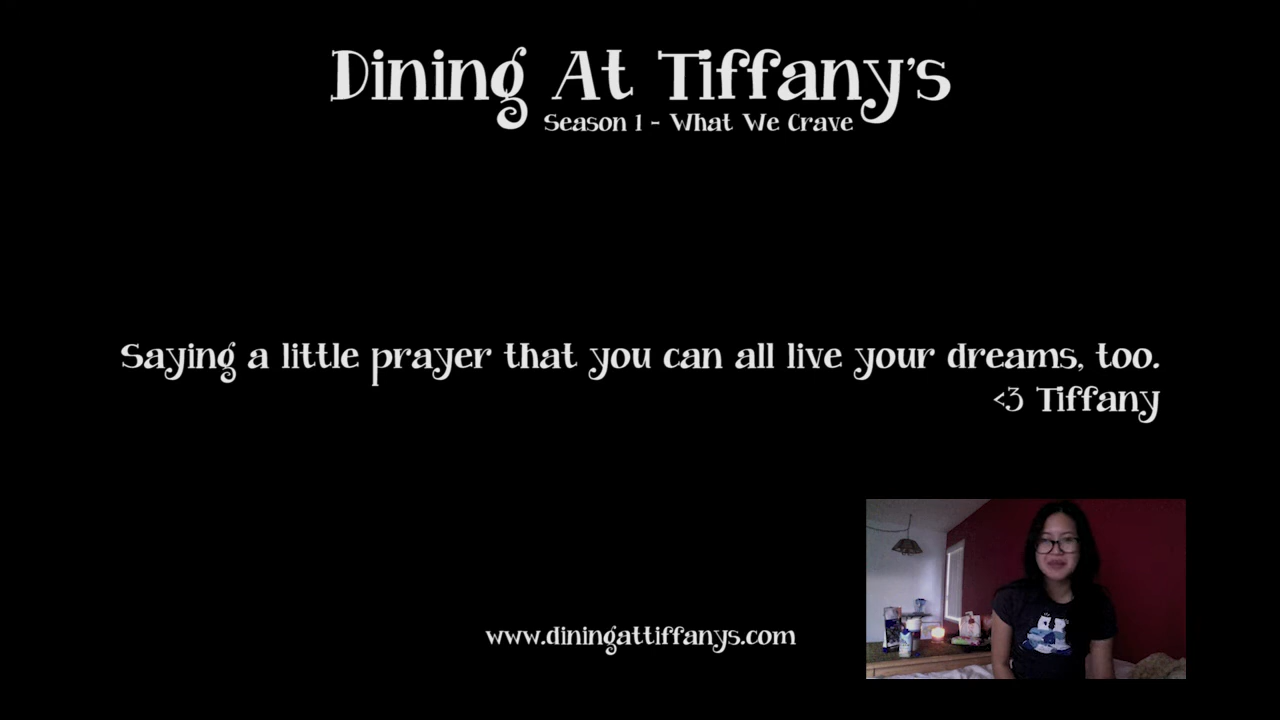 Dining At Tiffany's
Season 1 - What We Crave
Saying a little prayer that you can all live your dreams, too.
<3 Tiffany
www.diningattiffanys.com